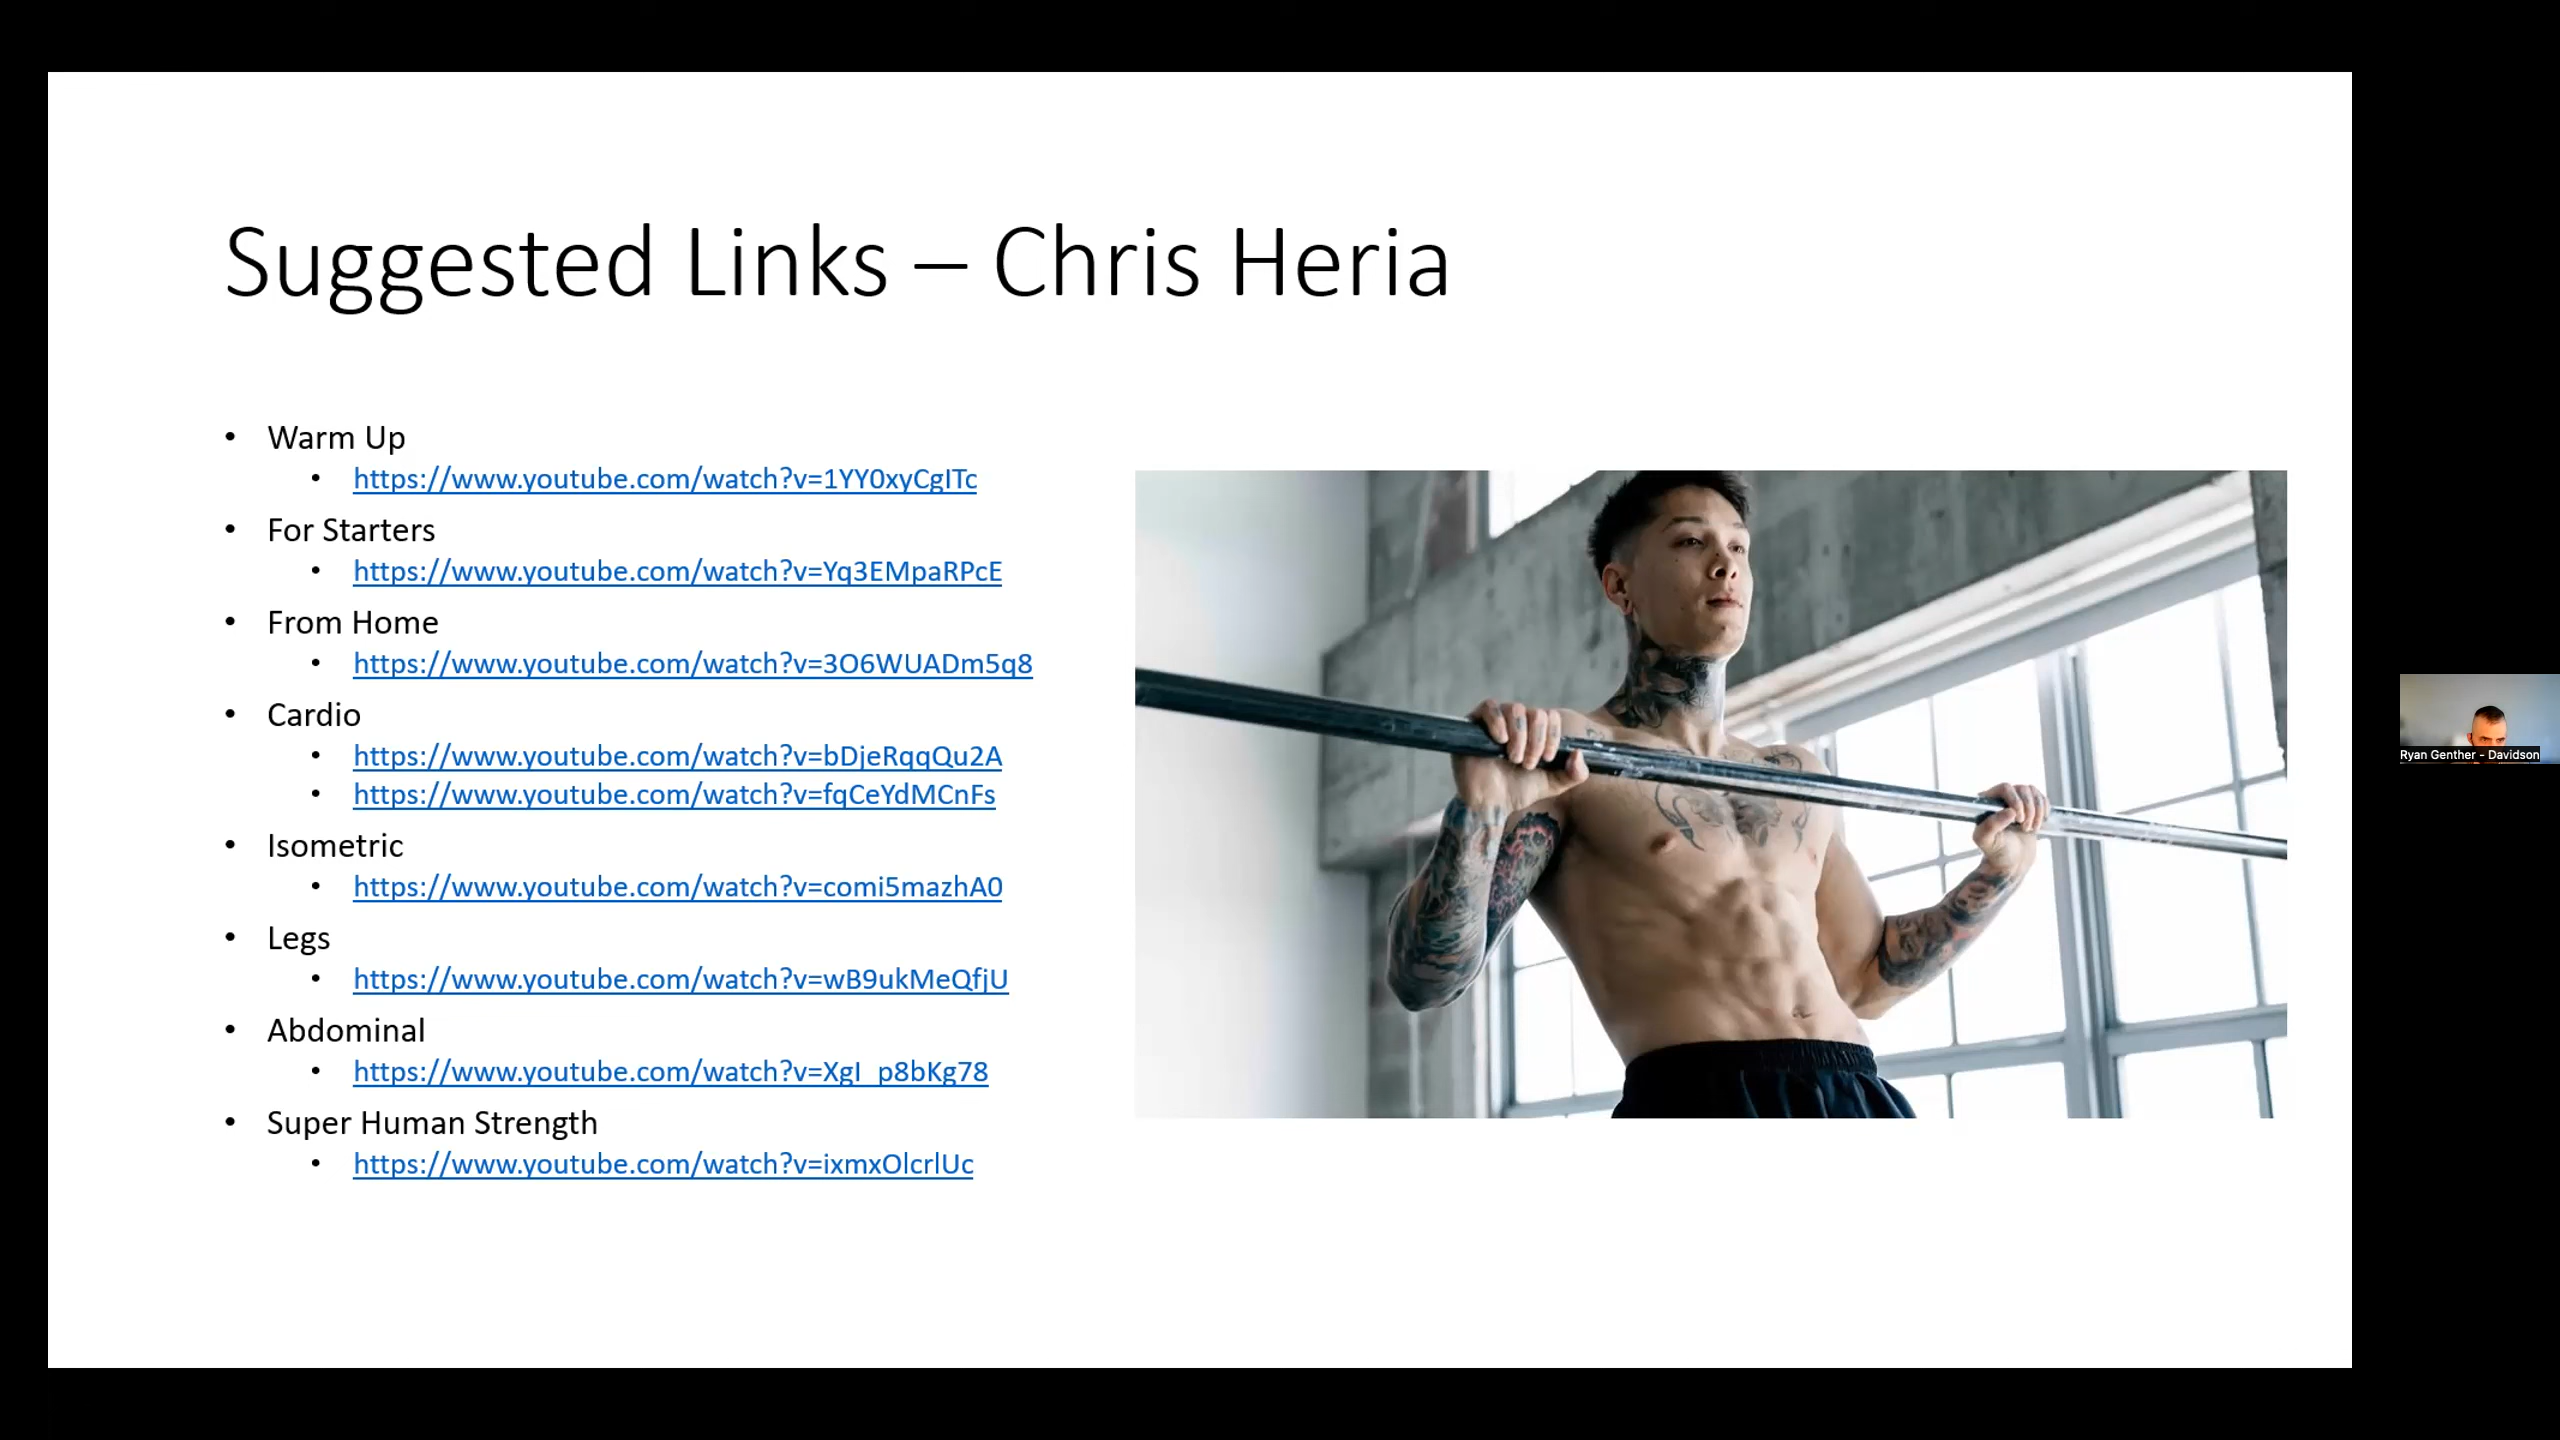 Suggested Links – Chris Heria
• Warm Up
• https://www.youtube.com/watch?v=1YY0xyCgITc
• For Starters
• https://www.youtube.com/watch?v=Yq3EMpaRPcE
• From Home
• https://www.youtube.com/watch?v=3O6WUADm5q8
• Cardio
• https://www.youtube.com/watch?v=bDjeRqqQu2A
• https://www.youtube.com/watch?v=fqCeYdMCnFs
• Isometric
• https://www.youtube.com/watch?v=comi5mazhA0
• Legs
• https://www.youtube.com/watch?v=wB9ukMeQfjU
• Abdominal
• https://www.youtube.com/watch?v=XgI_p8bKg78
• Super Human Strength
• https://www.youtube.com/watch?v=ixmxOlcrlUc
Ryan Genther - Davidson